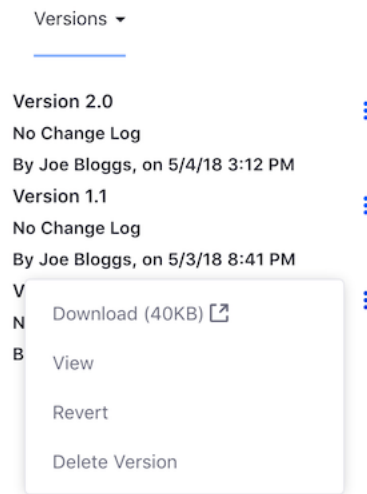 Versions
Version 2.0
No Change Log
By Joe Bloggs, on 5/4/18 3:12 PM
Version 1.1
No Change Log
By Joe Bloggs, on 5/3/18 8:41 PM
V
N
B
Download (40KB)
View
Revert
Delete Version